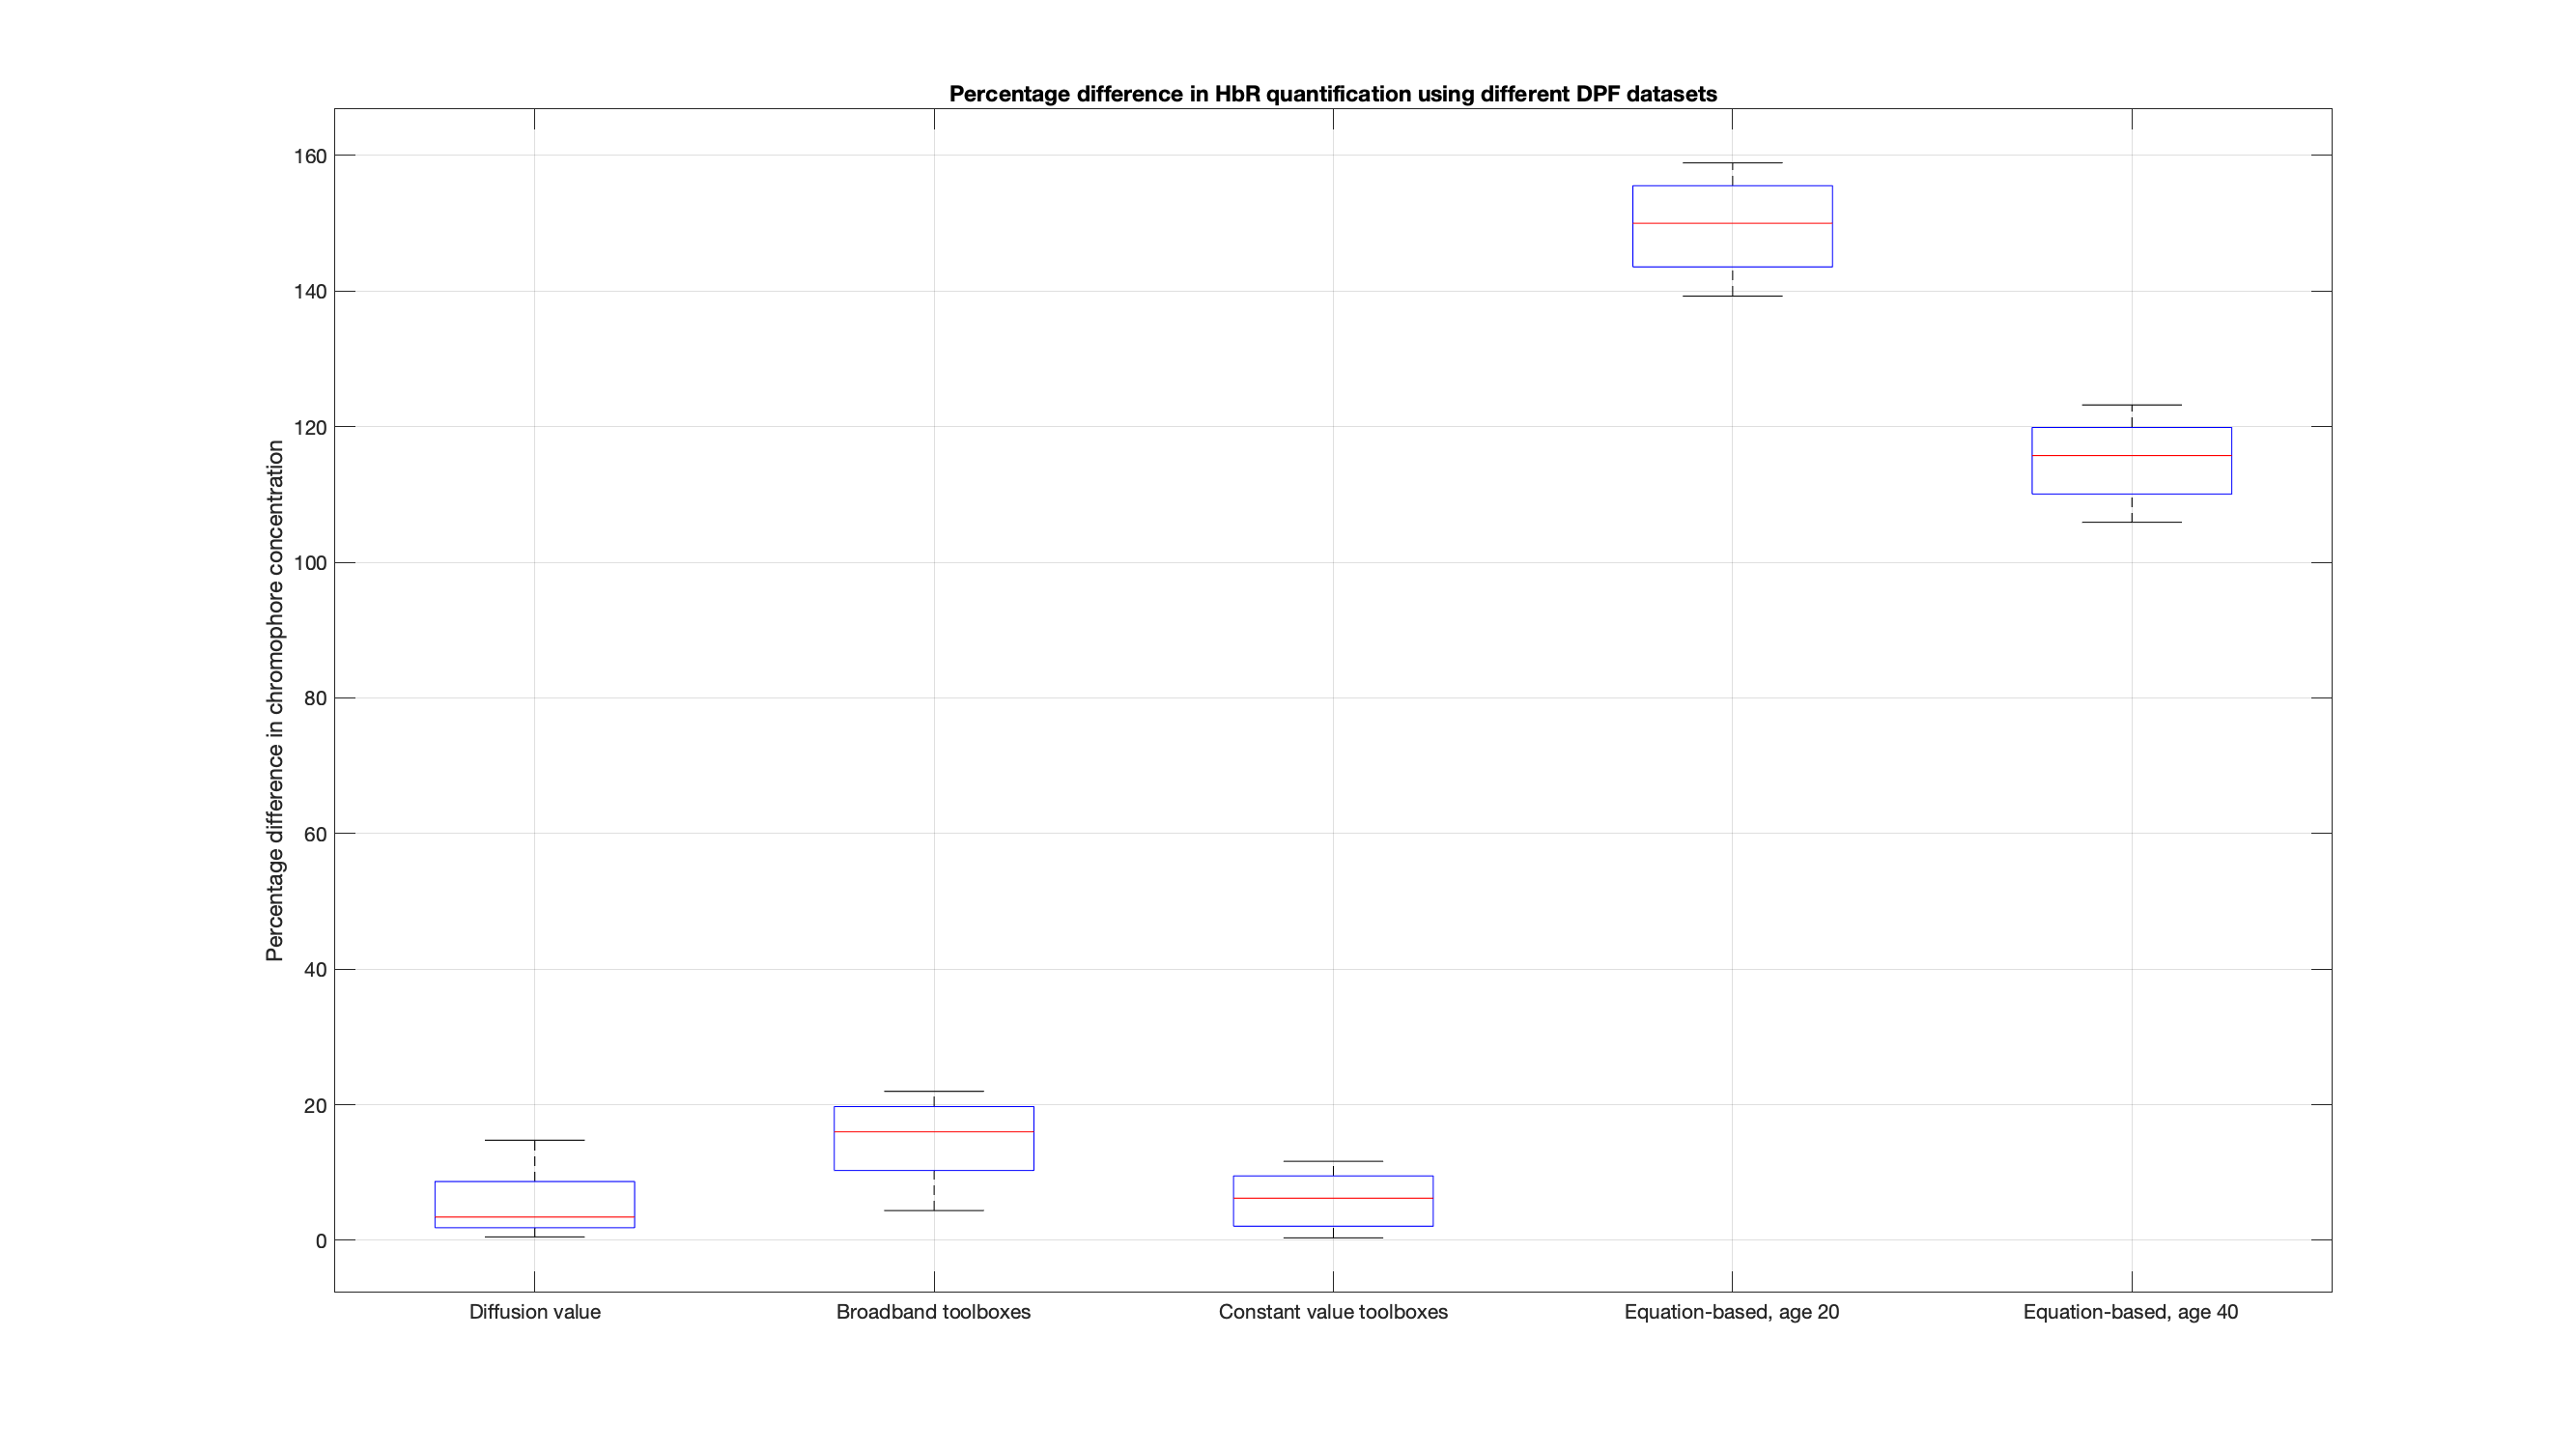 Percentage difference in HbR quantification using different DPF datasets
Percentage difference in chromophore concentration
160
140
120
100
80
60
40
20
0
Diffusion value
Broadband toolboxes
Constant value toolboxes
Equation-based, age 20
Equation-based, age 40